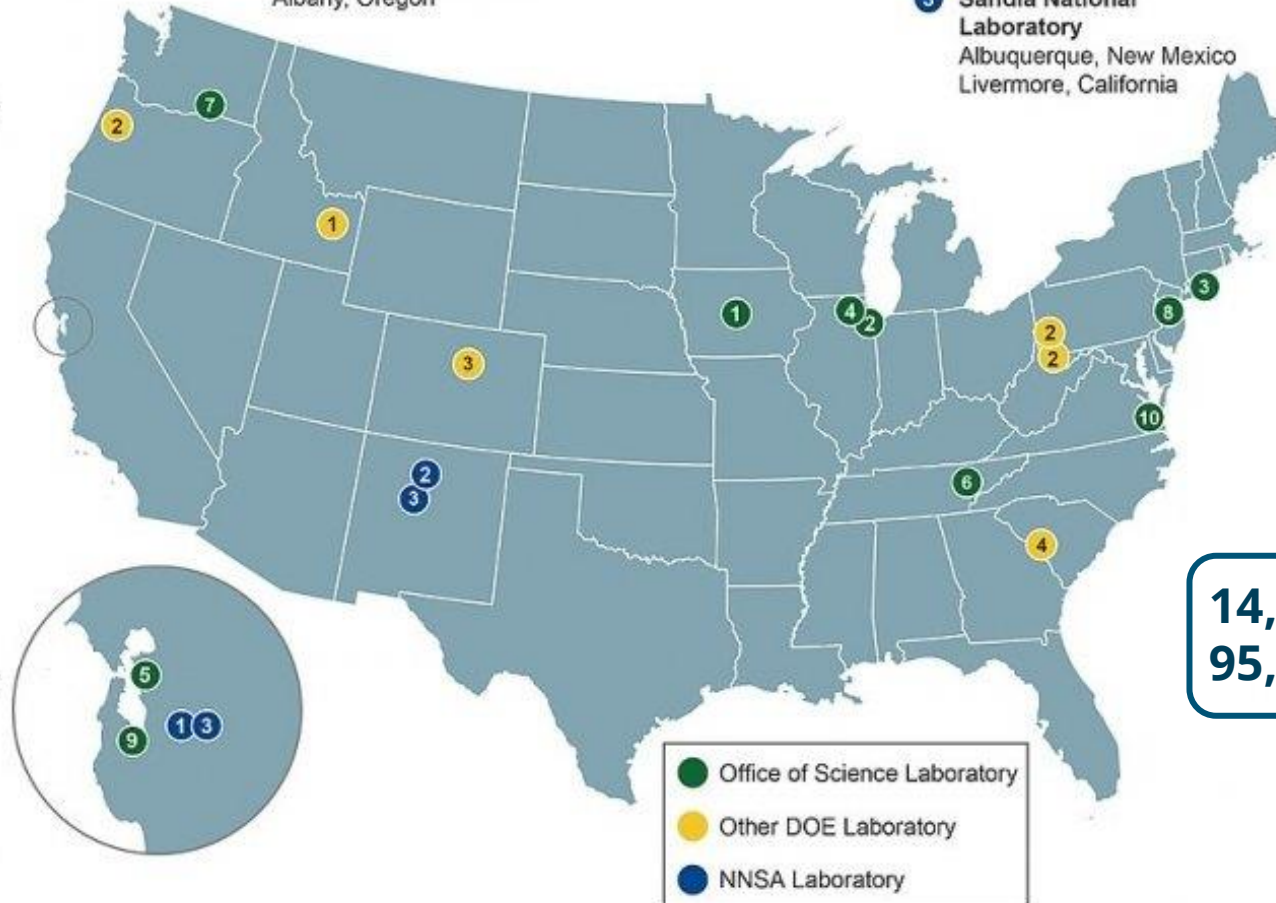 Albany, Oregon
3 Sandia National
Laboratory
Albuquerque, New Mexico
Livermore, California
7
2
1
1
4
2
3
8
2
2
3
10
2
3
6
4
5
1
3
9
14,
95,
Office of Science Laboratory
Other DOE Laboratory
NNSA Laboratory